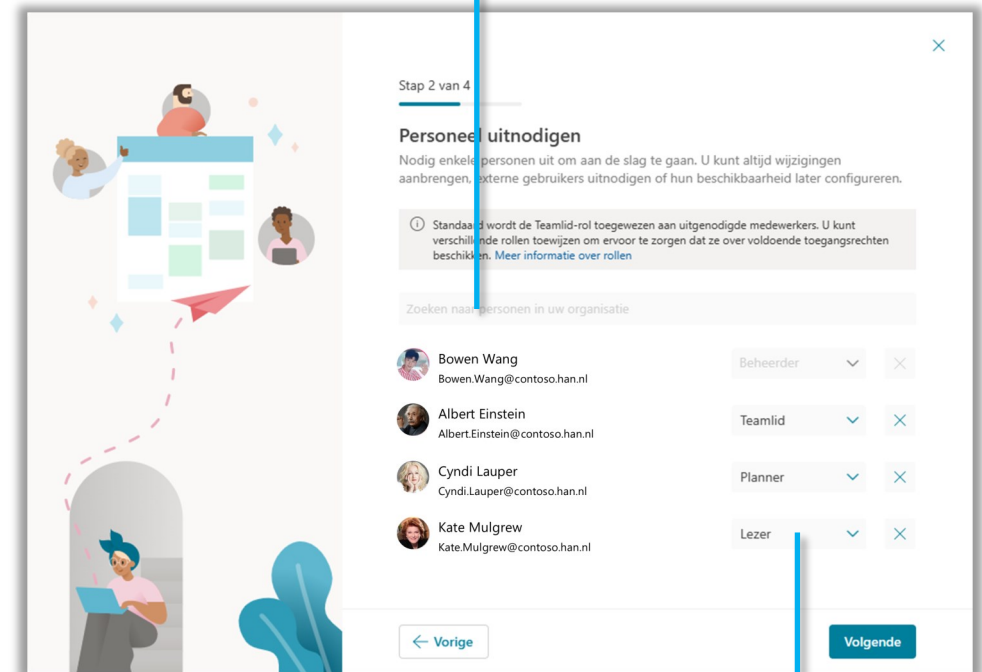 Stap 2 van 4
Personeel uitnodigen
Nodig enkele personen uit om aan de slag te gaan. U kunt altijd wijzigingen
aanbrengen, externe gebruikers uitnodigen of hun beschikbaarheid later configureren.
Standaard wordt de Teamlid-rol toegewezen aan uitgenodigde medewerkers. U kunt
verschillende rollen toewijzen om ervoor te zorgen dat ze over voldoende toegangsrechten
beschikken. Meer informatie over rollen
Zoeken naar personen in uw organisatie
Bowen Wang
Beheerder
Bowen.Wang@contoso.han.nl
Albert Einstein
Teamlid
Albert.Einstein@contoso.han.nl
Cyndi Lauper
Planner
Cyndi.Lauper@contoso.han.nl
Kate Mulgrew
Lezer
Kate.Mulgrew@contoso.han.nl
Vorige
Volgende